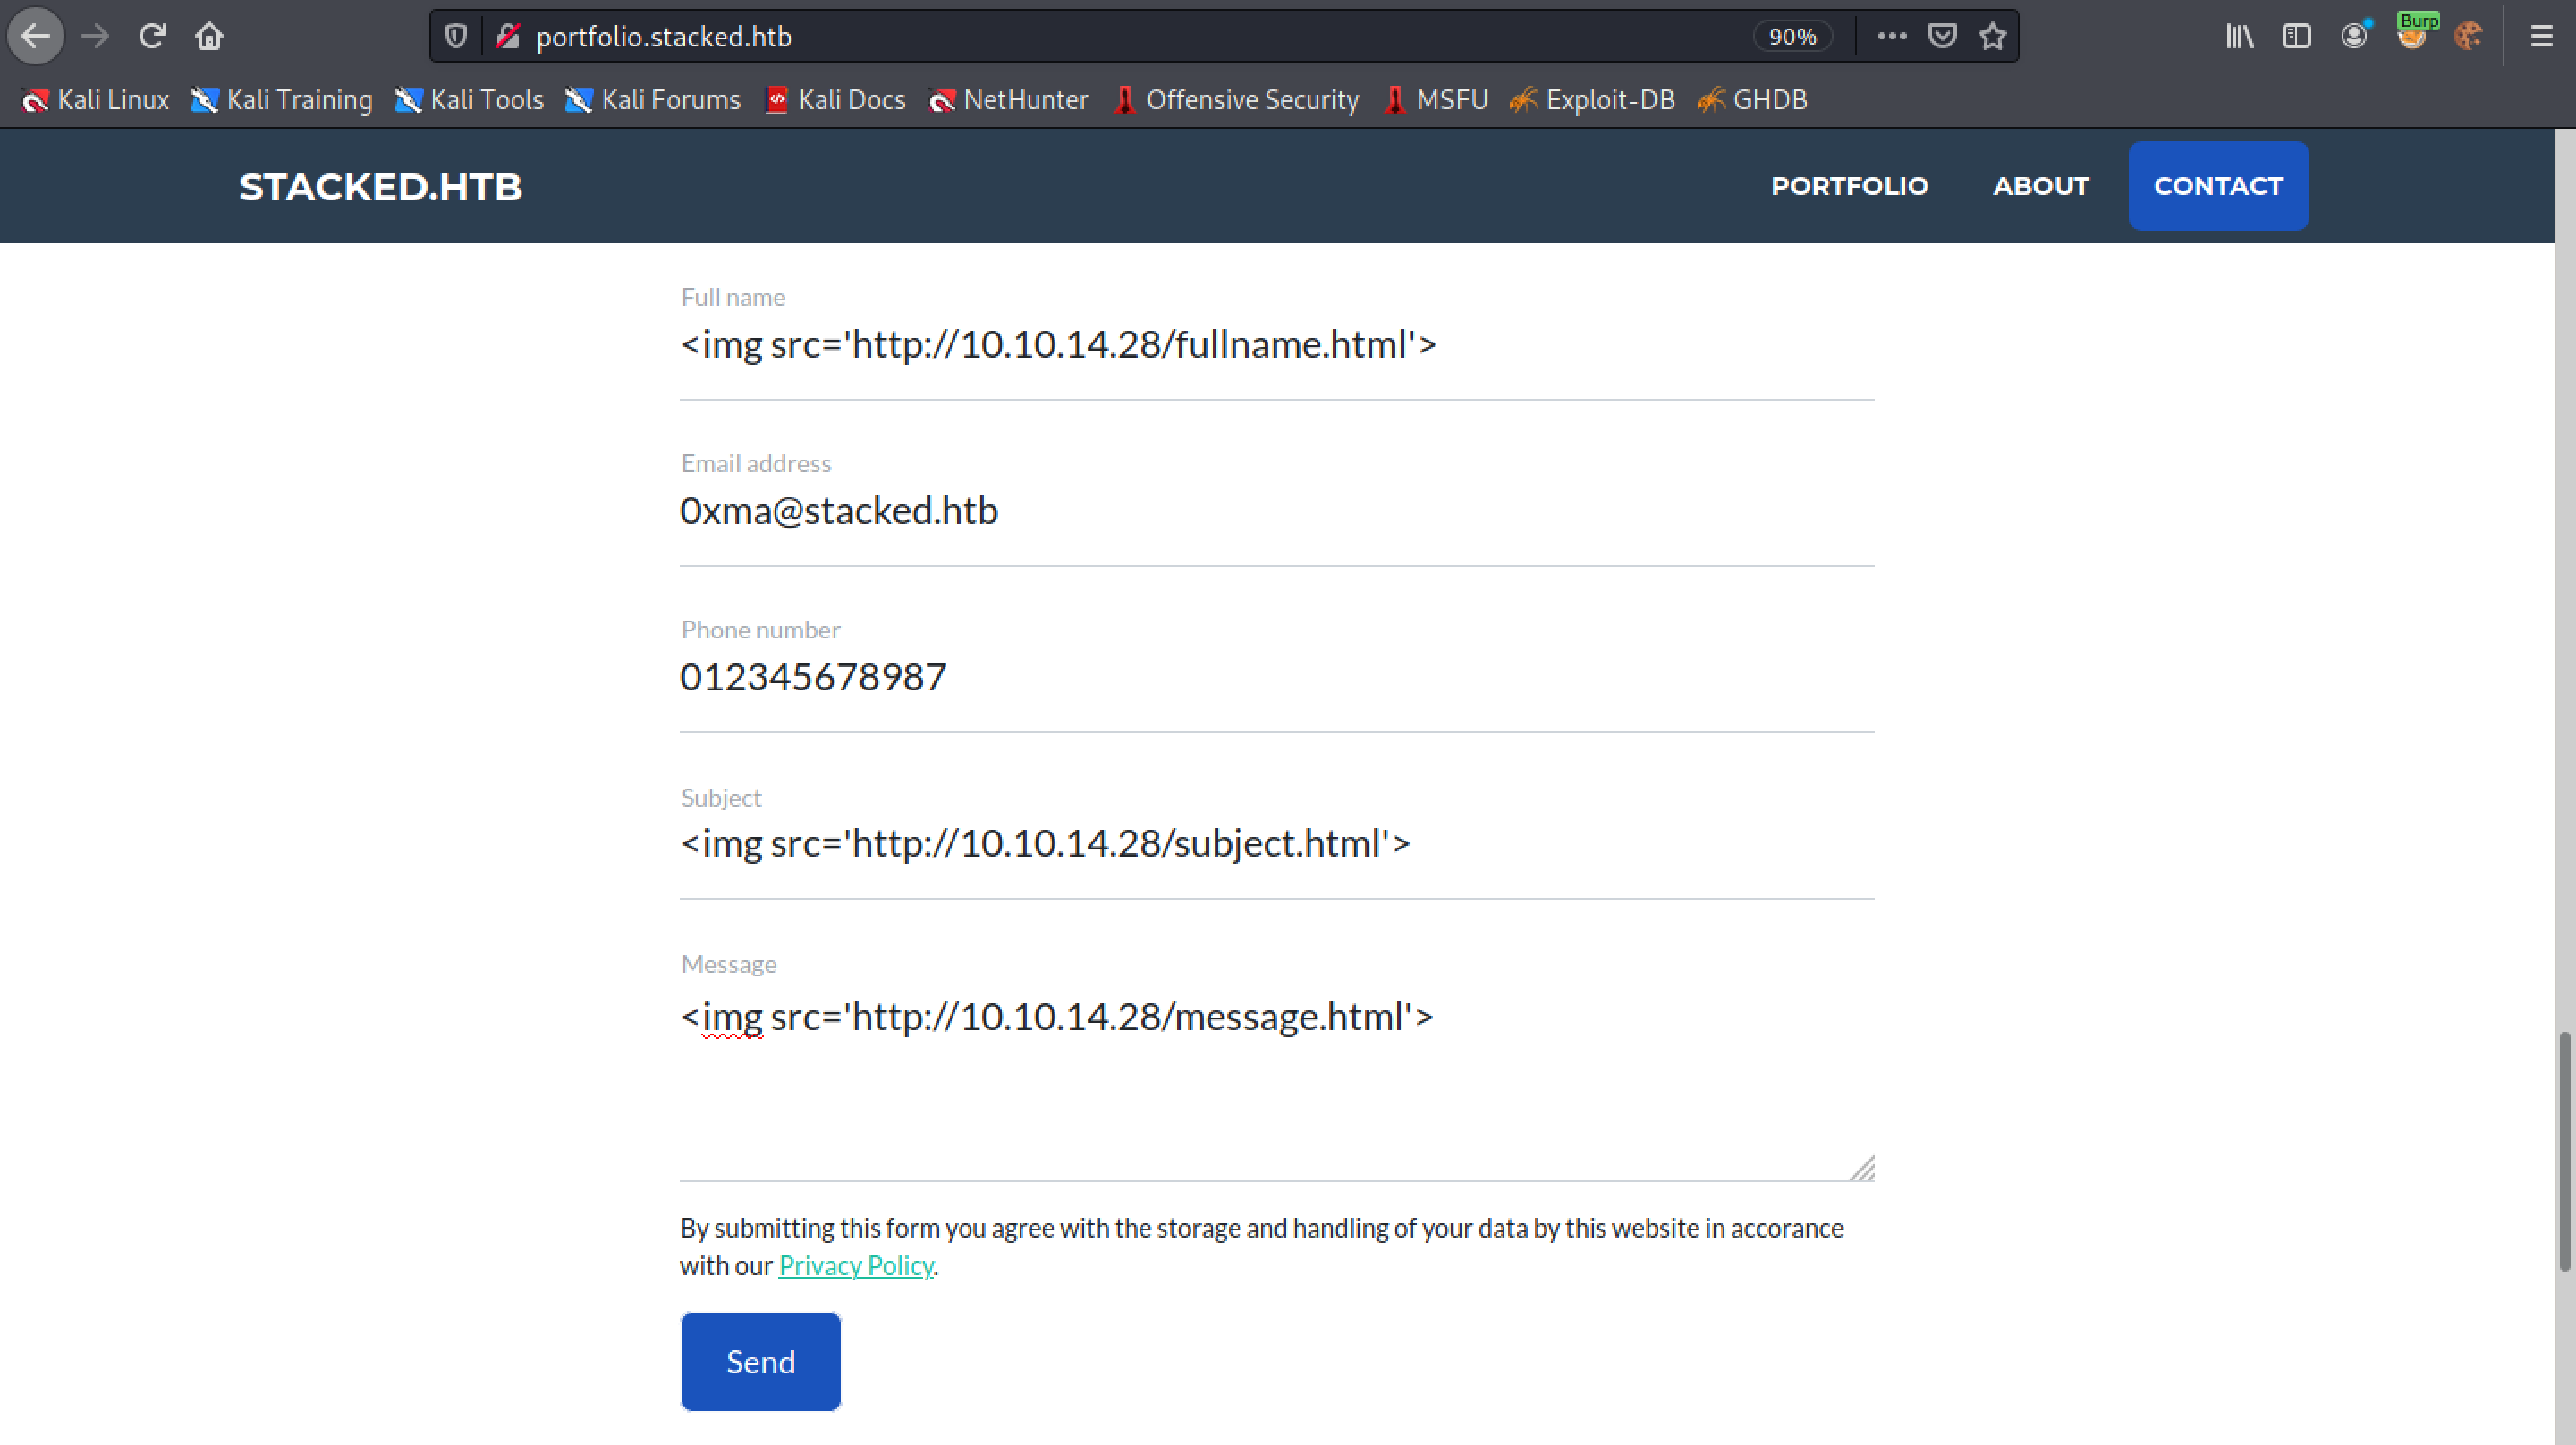 portfolio.stacked.htb
90%
Burp
Kali Linux Kali Training Kali Tools Kali Forums Kali Docs NetHunter Offensive Security MSFU Exploit-DB GHDB
STACKED.HTB PORTFOLIO ABOUT CONTACT
Full name
<img src='http://10.10.14.28/fullname.html'>
Email address
0xma@stacked.htb
Phone number
012345678987
Subject
<img src='http://10.10.14.28/subject.html'>
Message
<img src='http://10.10.14.28/message.html'>
By submitting this form you agree with the storage and handling of your data by this website in accorance
with our Privacy Policy.
Send